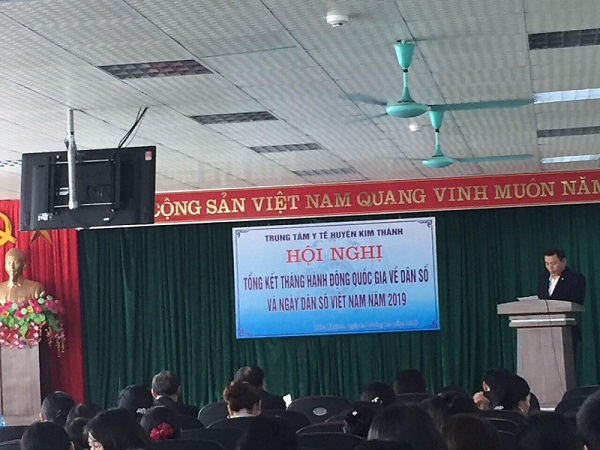 CỘNG SẢN VIỆT NAM QUANG VINH MUÔN NĂM
TRUNG TÂM Y TẾ HUYỆN KIM THÀNH
HỘI NGHỊ
TỔNG KẾT THÁNG HÀNH ĐỘNG QUỐC GIA VỀ DÂN SỐ
VÀ NGÀY DÂN SỐ VIỆT NAM NĂM 2019